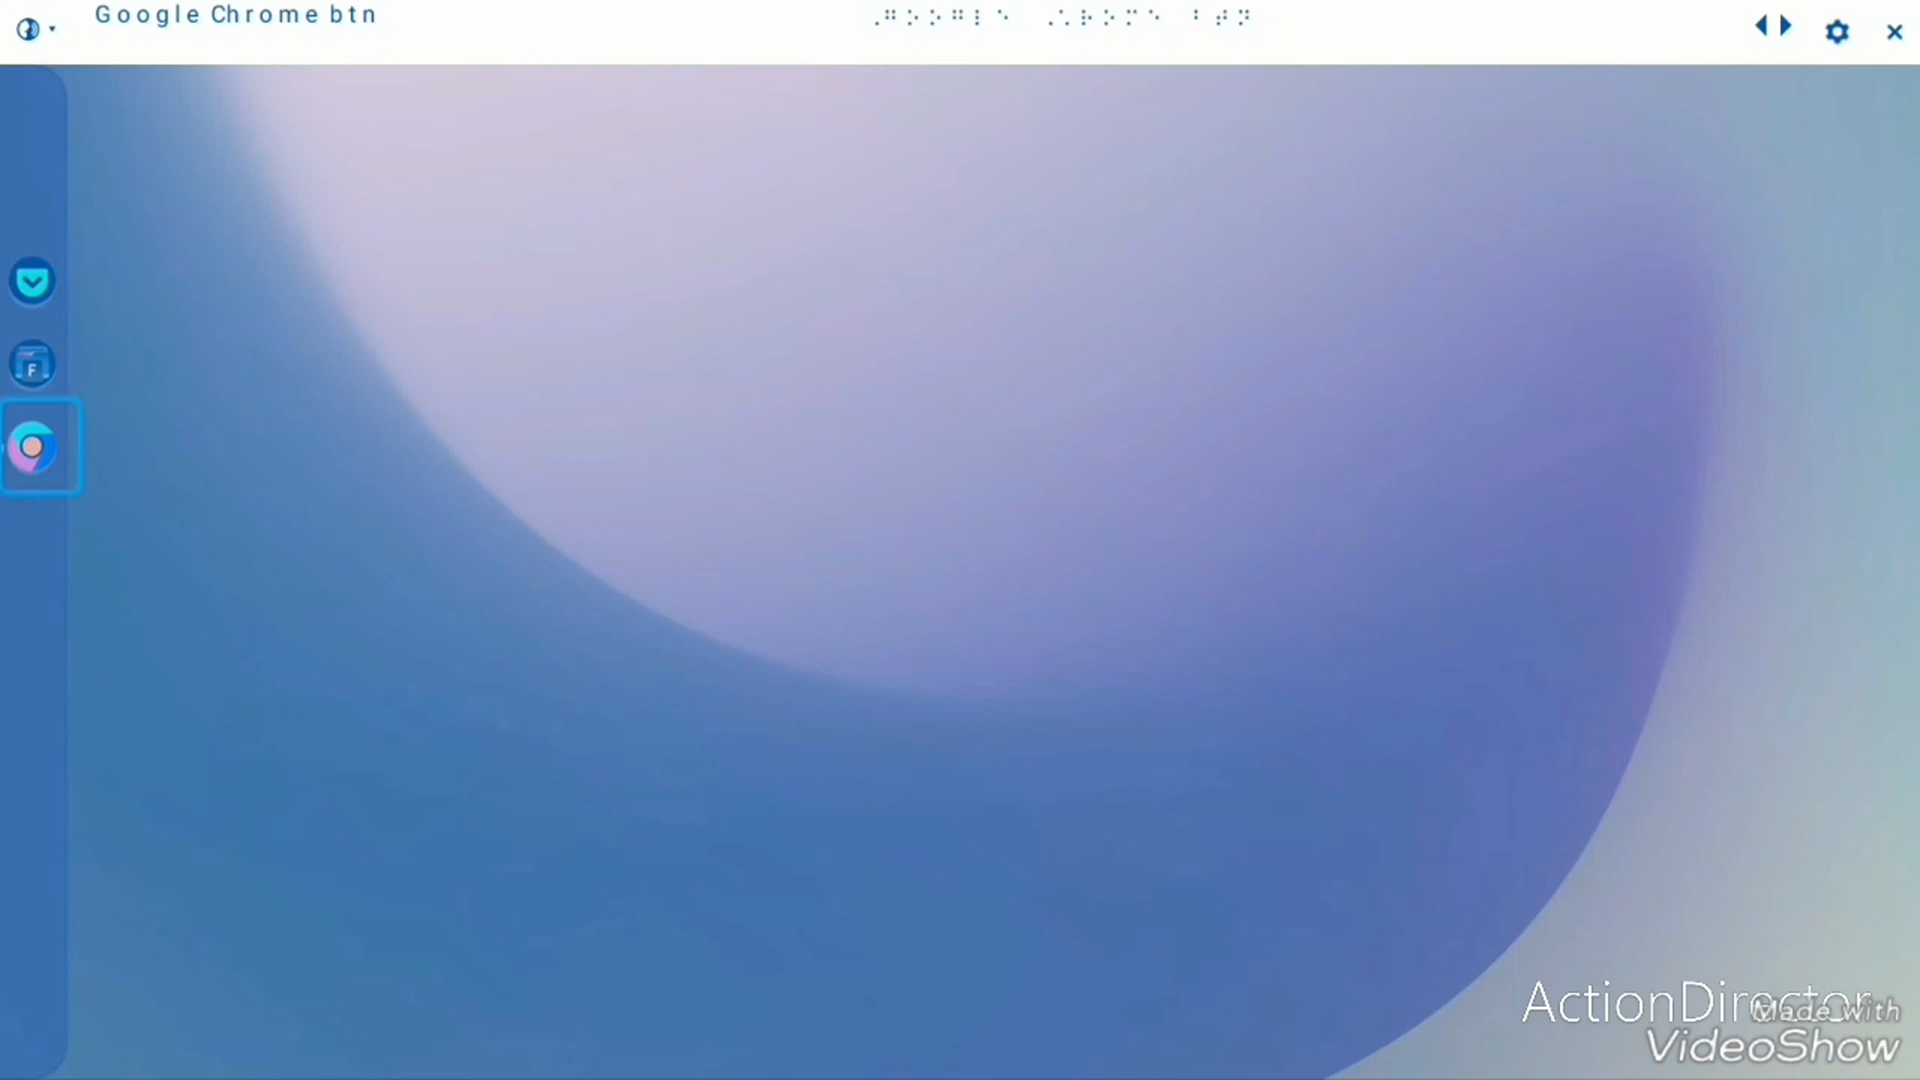 Google Chrome btn
⠠⠛⠕⠕⠛⠇⠑ ⠠⠡⠗⠕⠍⠑ ⠃⠞⠝
F
ActionDirector
Made with
VideoShow